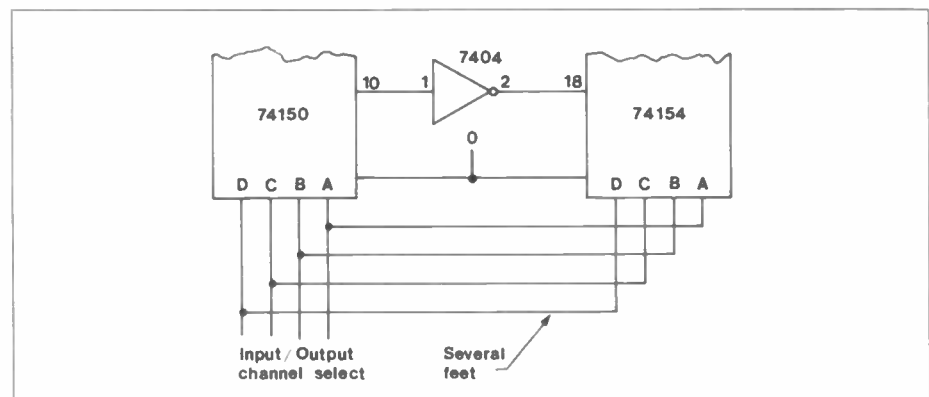 7404
10 1 2 18
74150 74154
0
D C B A D C B A
Input / Output Several
channel select feet